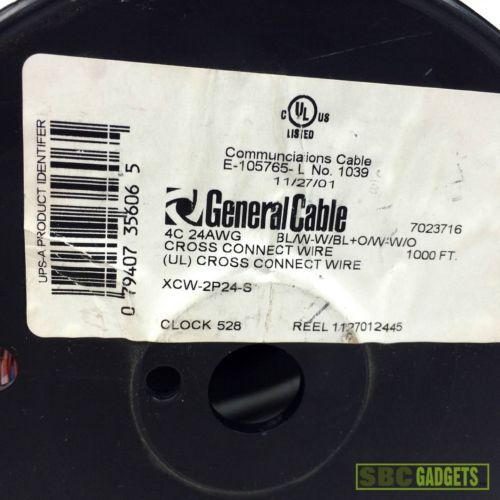 C UL US
LISTED
Communciaions Cable
E-105765- L No. 1039
11/27/01
General Cable
7023716
4C 24AWG BL/W-W/BL+O/W-W/O
CROSS CONNECT WIRE 1000 FT.
(UL) CROSS CONNECT WIRE
XCW-2P24-S
CLOCK 528 REEL 1127012445
UPS-A PRODUCT IDENTIFER
0 79407 35606 5
SBC GADGETS